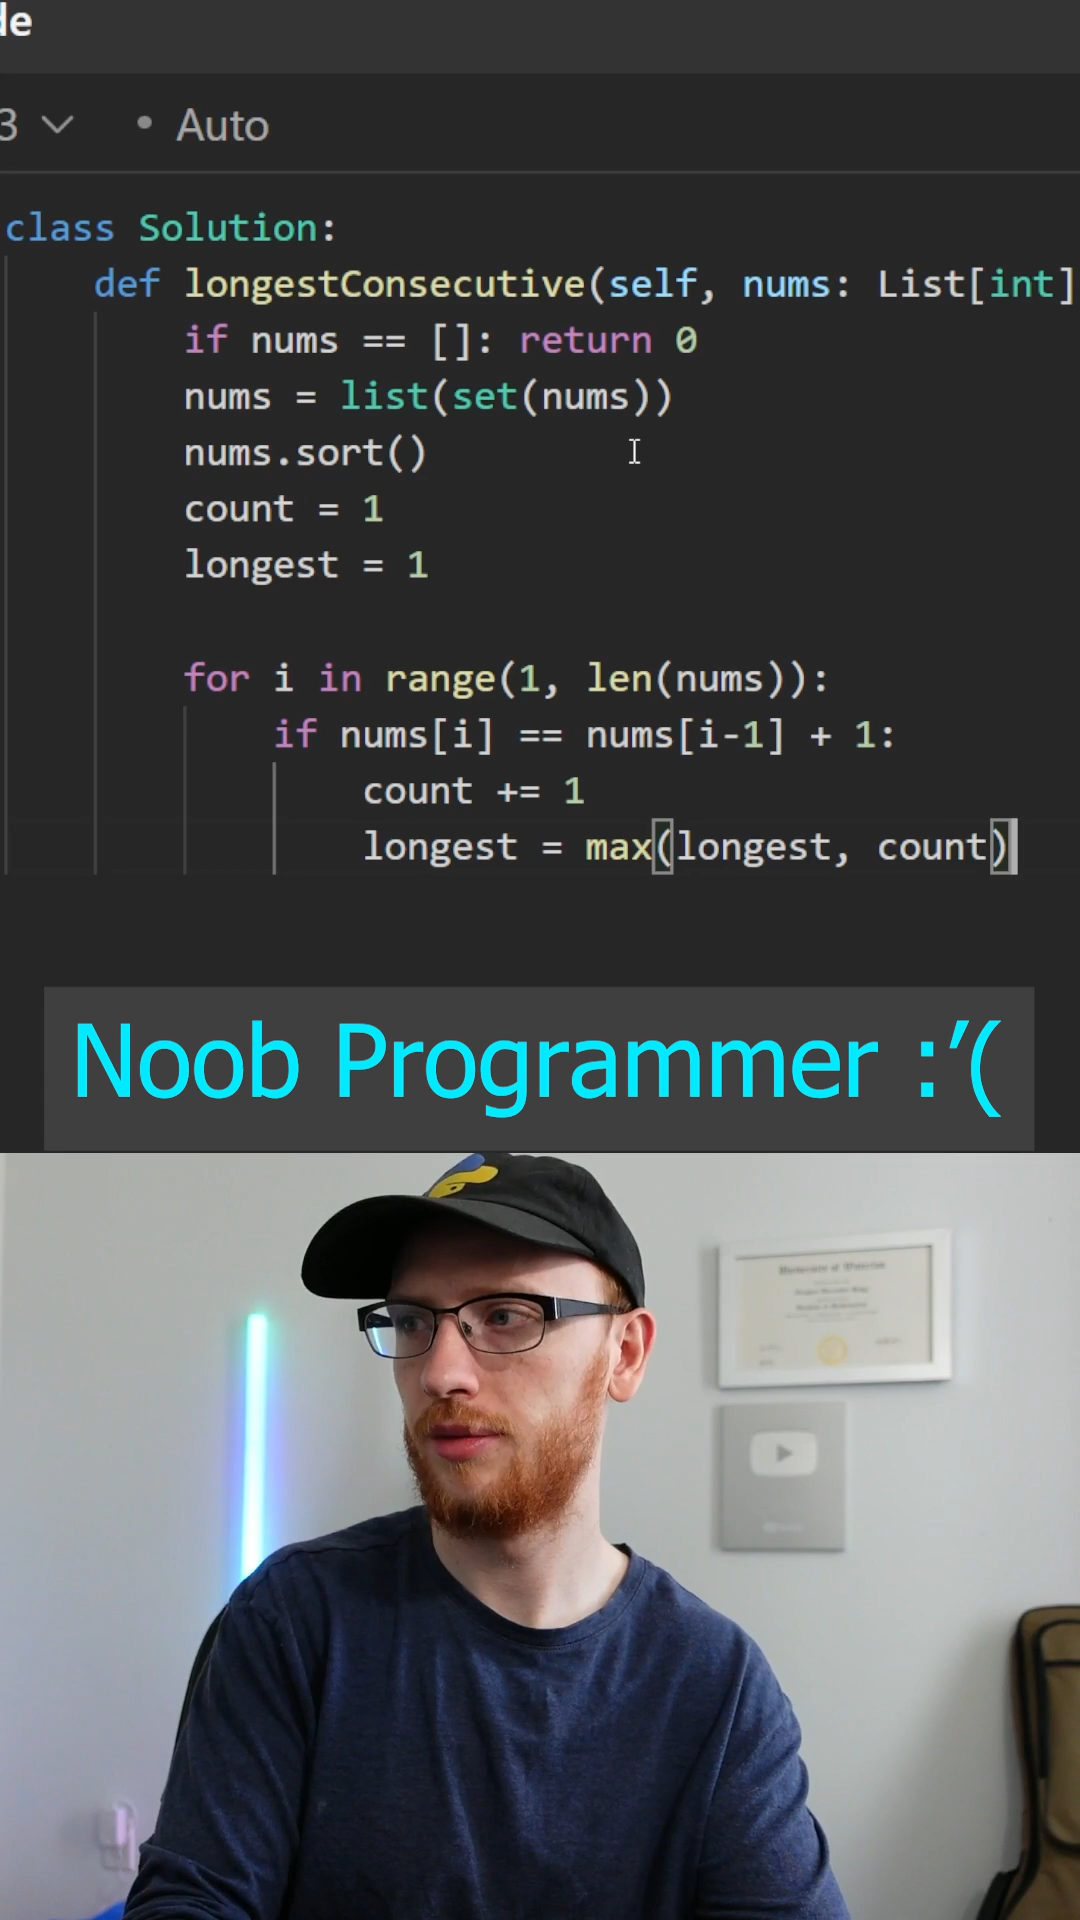 de
3 • Auto
class Solution:
def longestConsecutive(self, nums: List[int]
if nums == []: return 0
nums = list(set(nums))
nums.sort()
count = 1
longest = 1
for i in range(1, len(nums)):
if nums[i] == nums[i-1] + 1:
count += 1
longest = max(longest, count)
Noob Programmer :'(